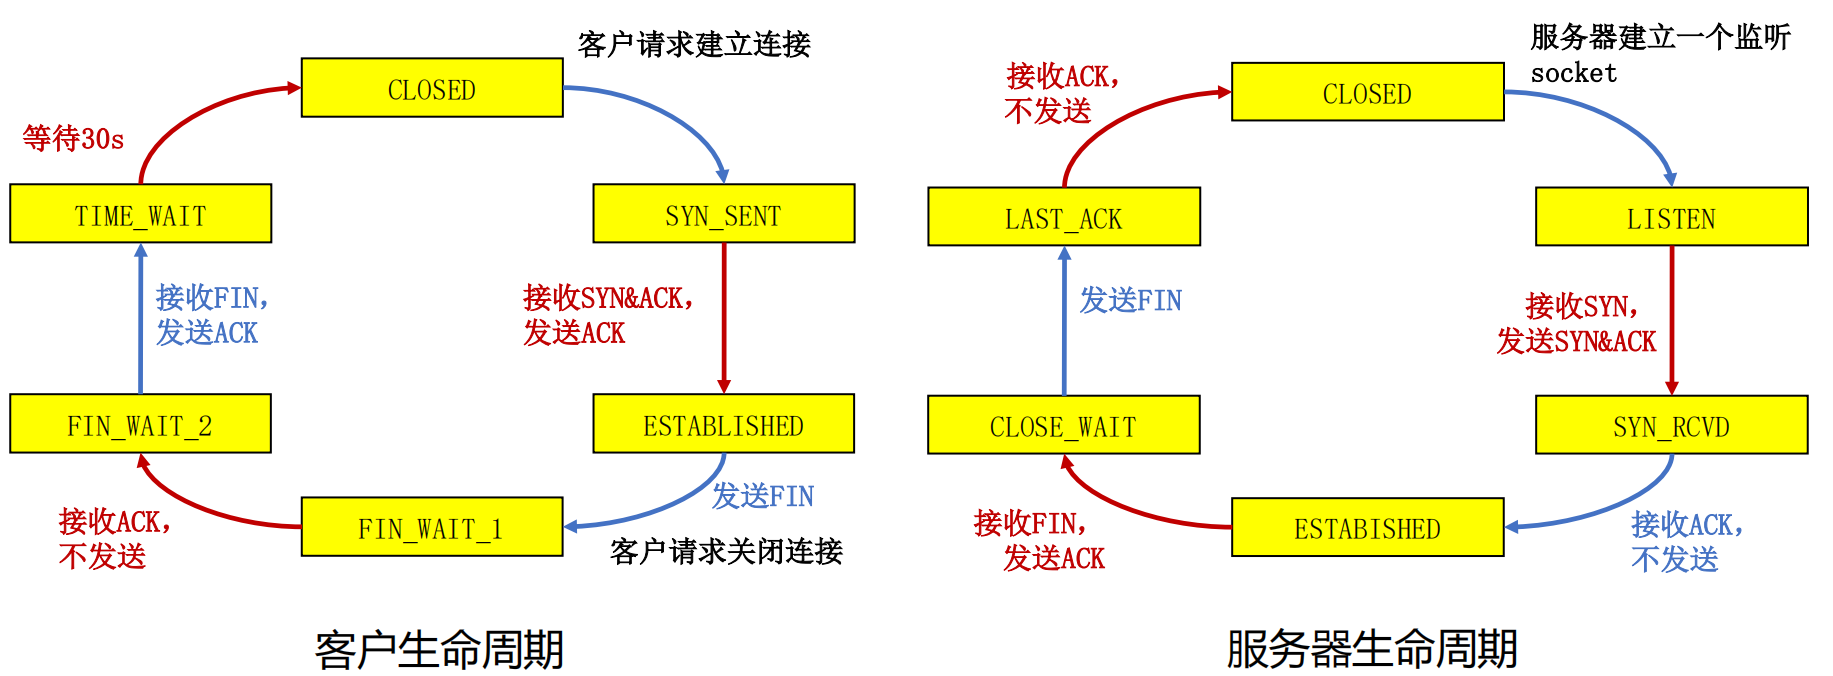 客户请求建立连接
CLOSED
等待30s
TIME_WAIT
SYN_SENT
接收FIN,
发送ACK
接收SYN&ACK,
发送ACK
FIN_WAIT_2
ESTABLISHED
发送FIN
FIN_WAIT_1
接收ACK,
不发送
客户请求关闭连接
客户生命周期
服务器建立一个监听
socket
接收ACK,
不发送
CLOSED
LAST_ACK
LISTEN
发送FIN
接收SYN,
发送SYN&ACK
CLOSE_WAIT
SYN_RCVD
接收FIN,
发送ACK
ESTABISHED
接收ACK,
不发送
服务器生命周期